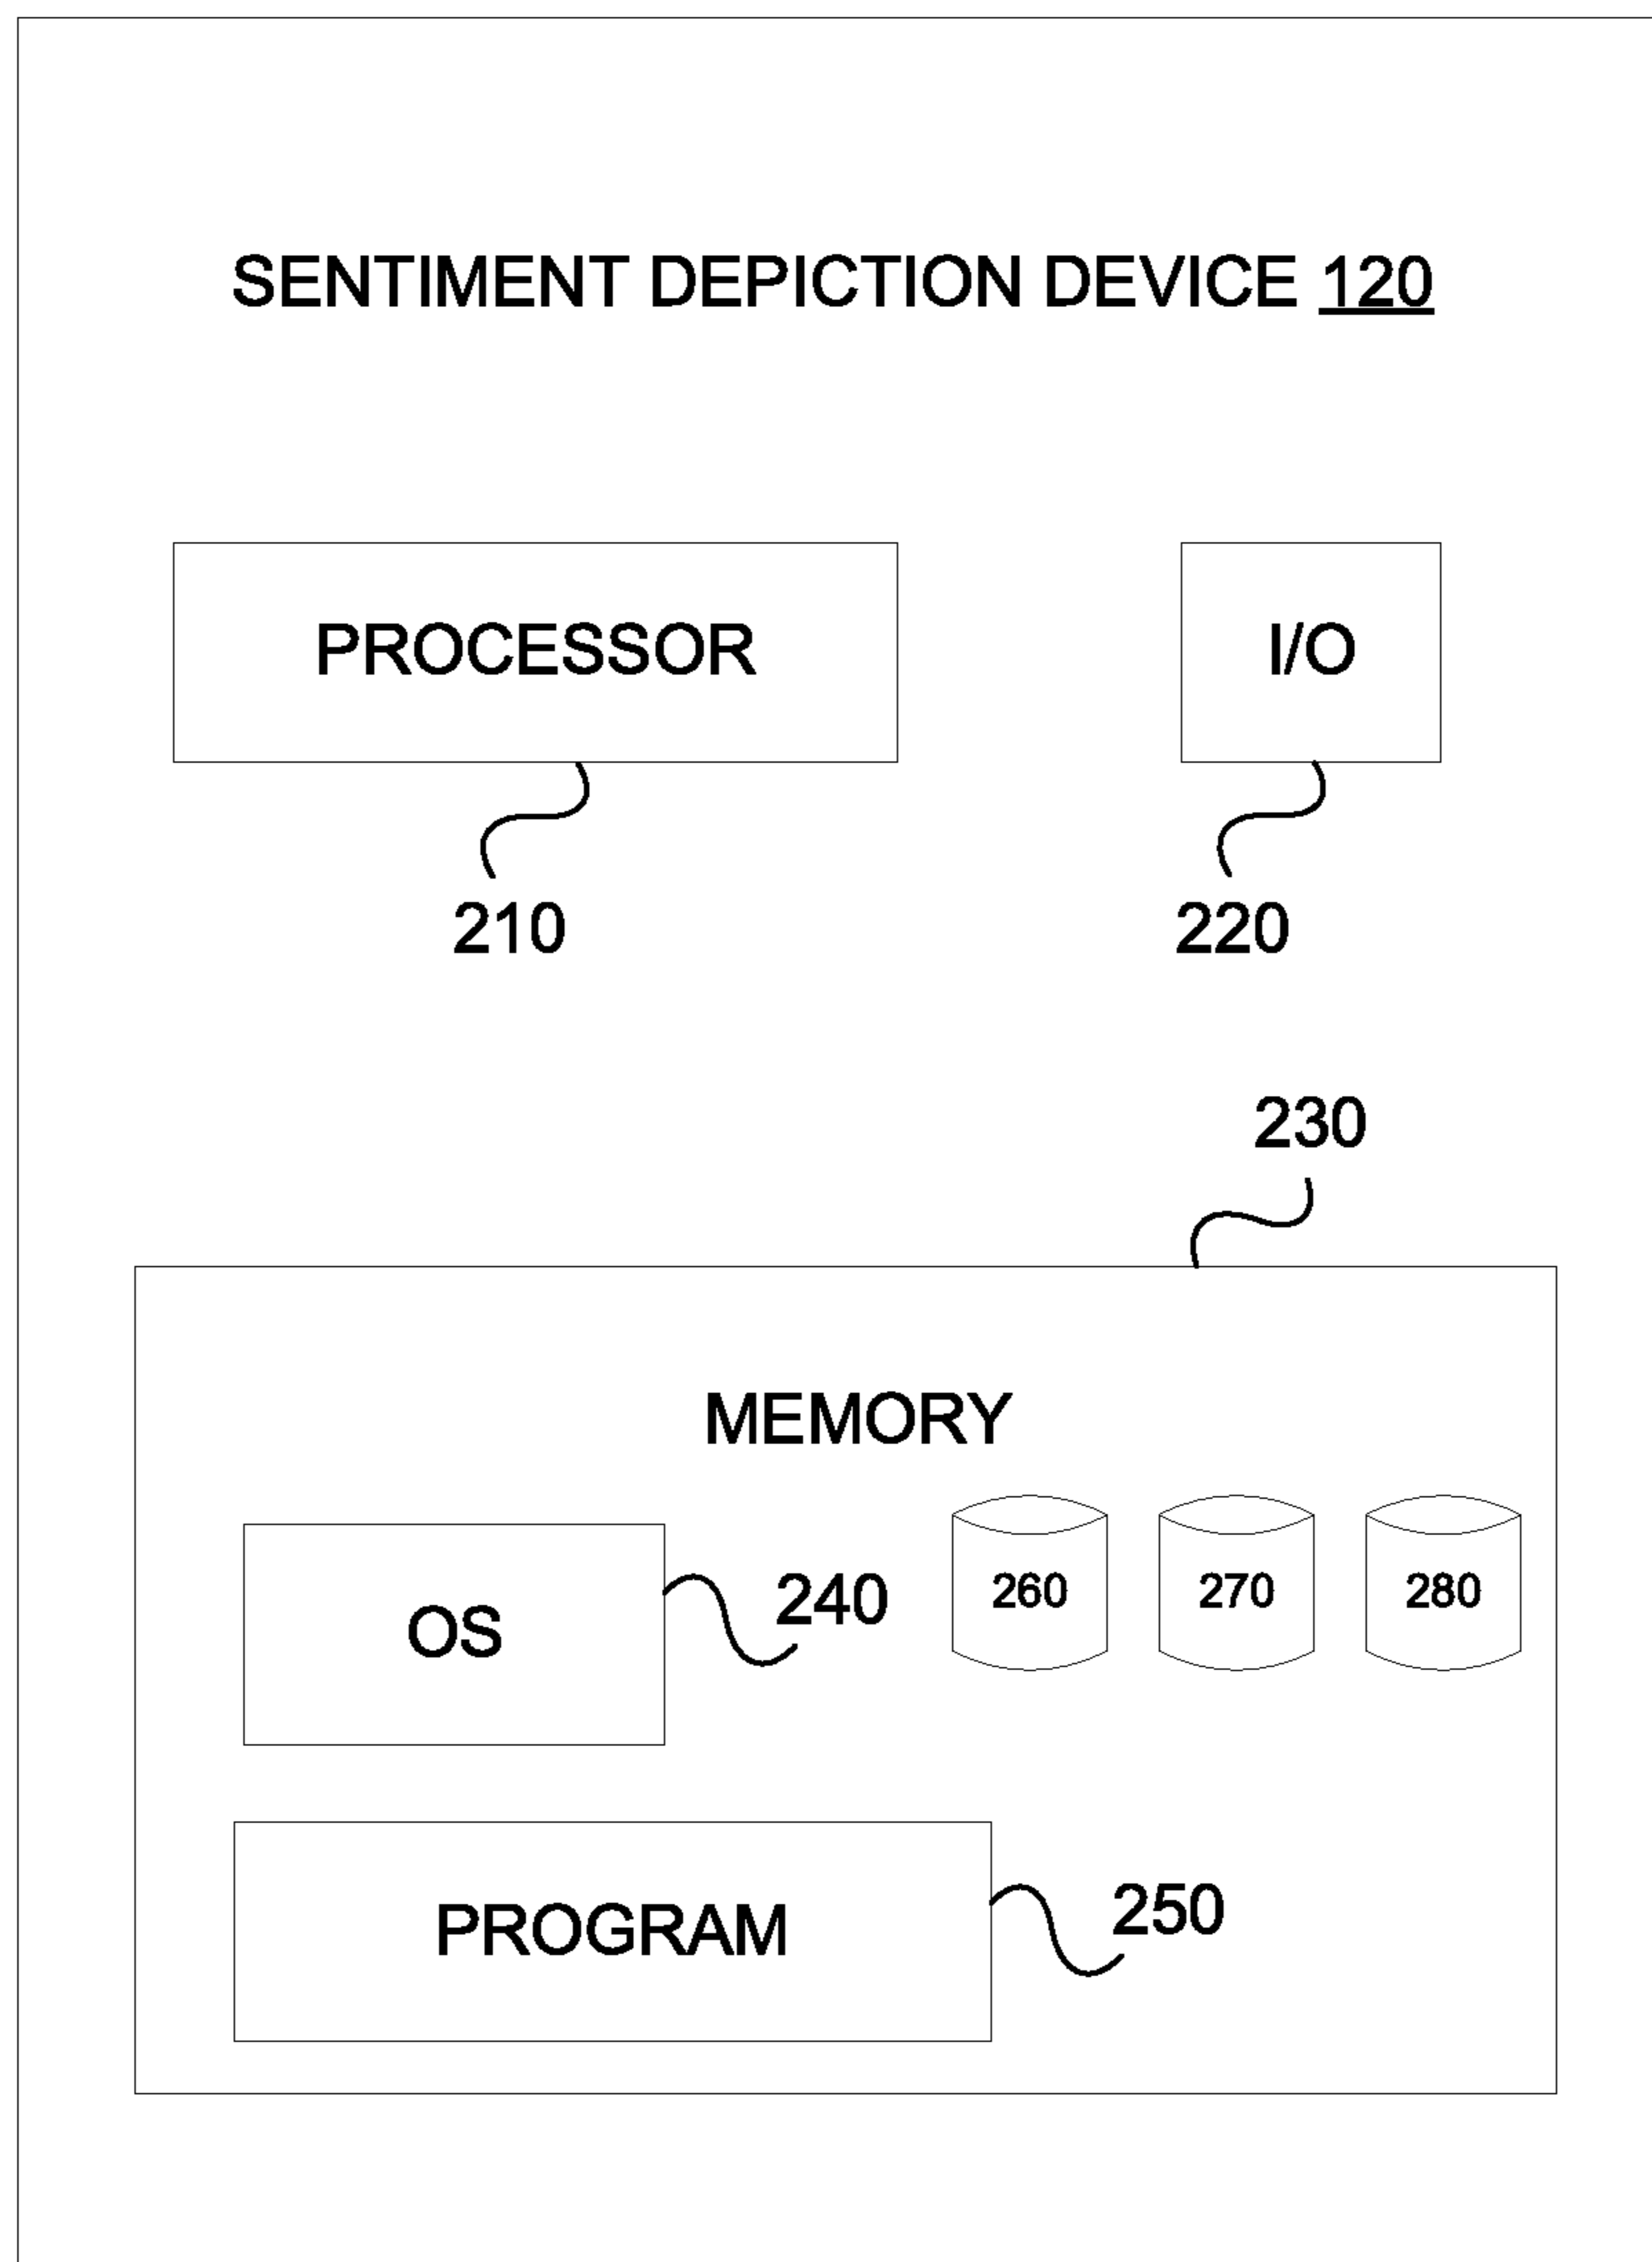 SENTIMENT DEPICTION DEVICE 120
PROCESSOR
I/O
210
220
230
MEMORY
OS
240
260
270
280
PROGRAM
250